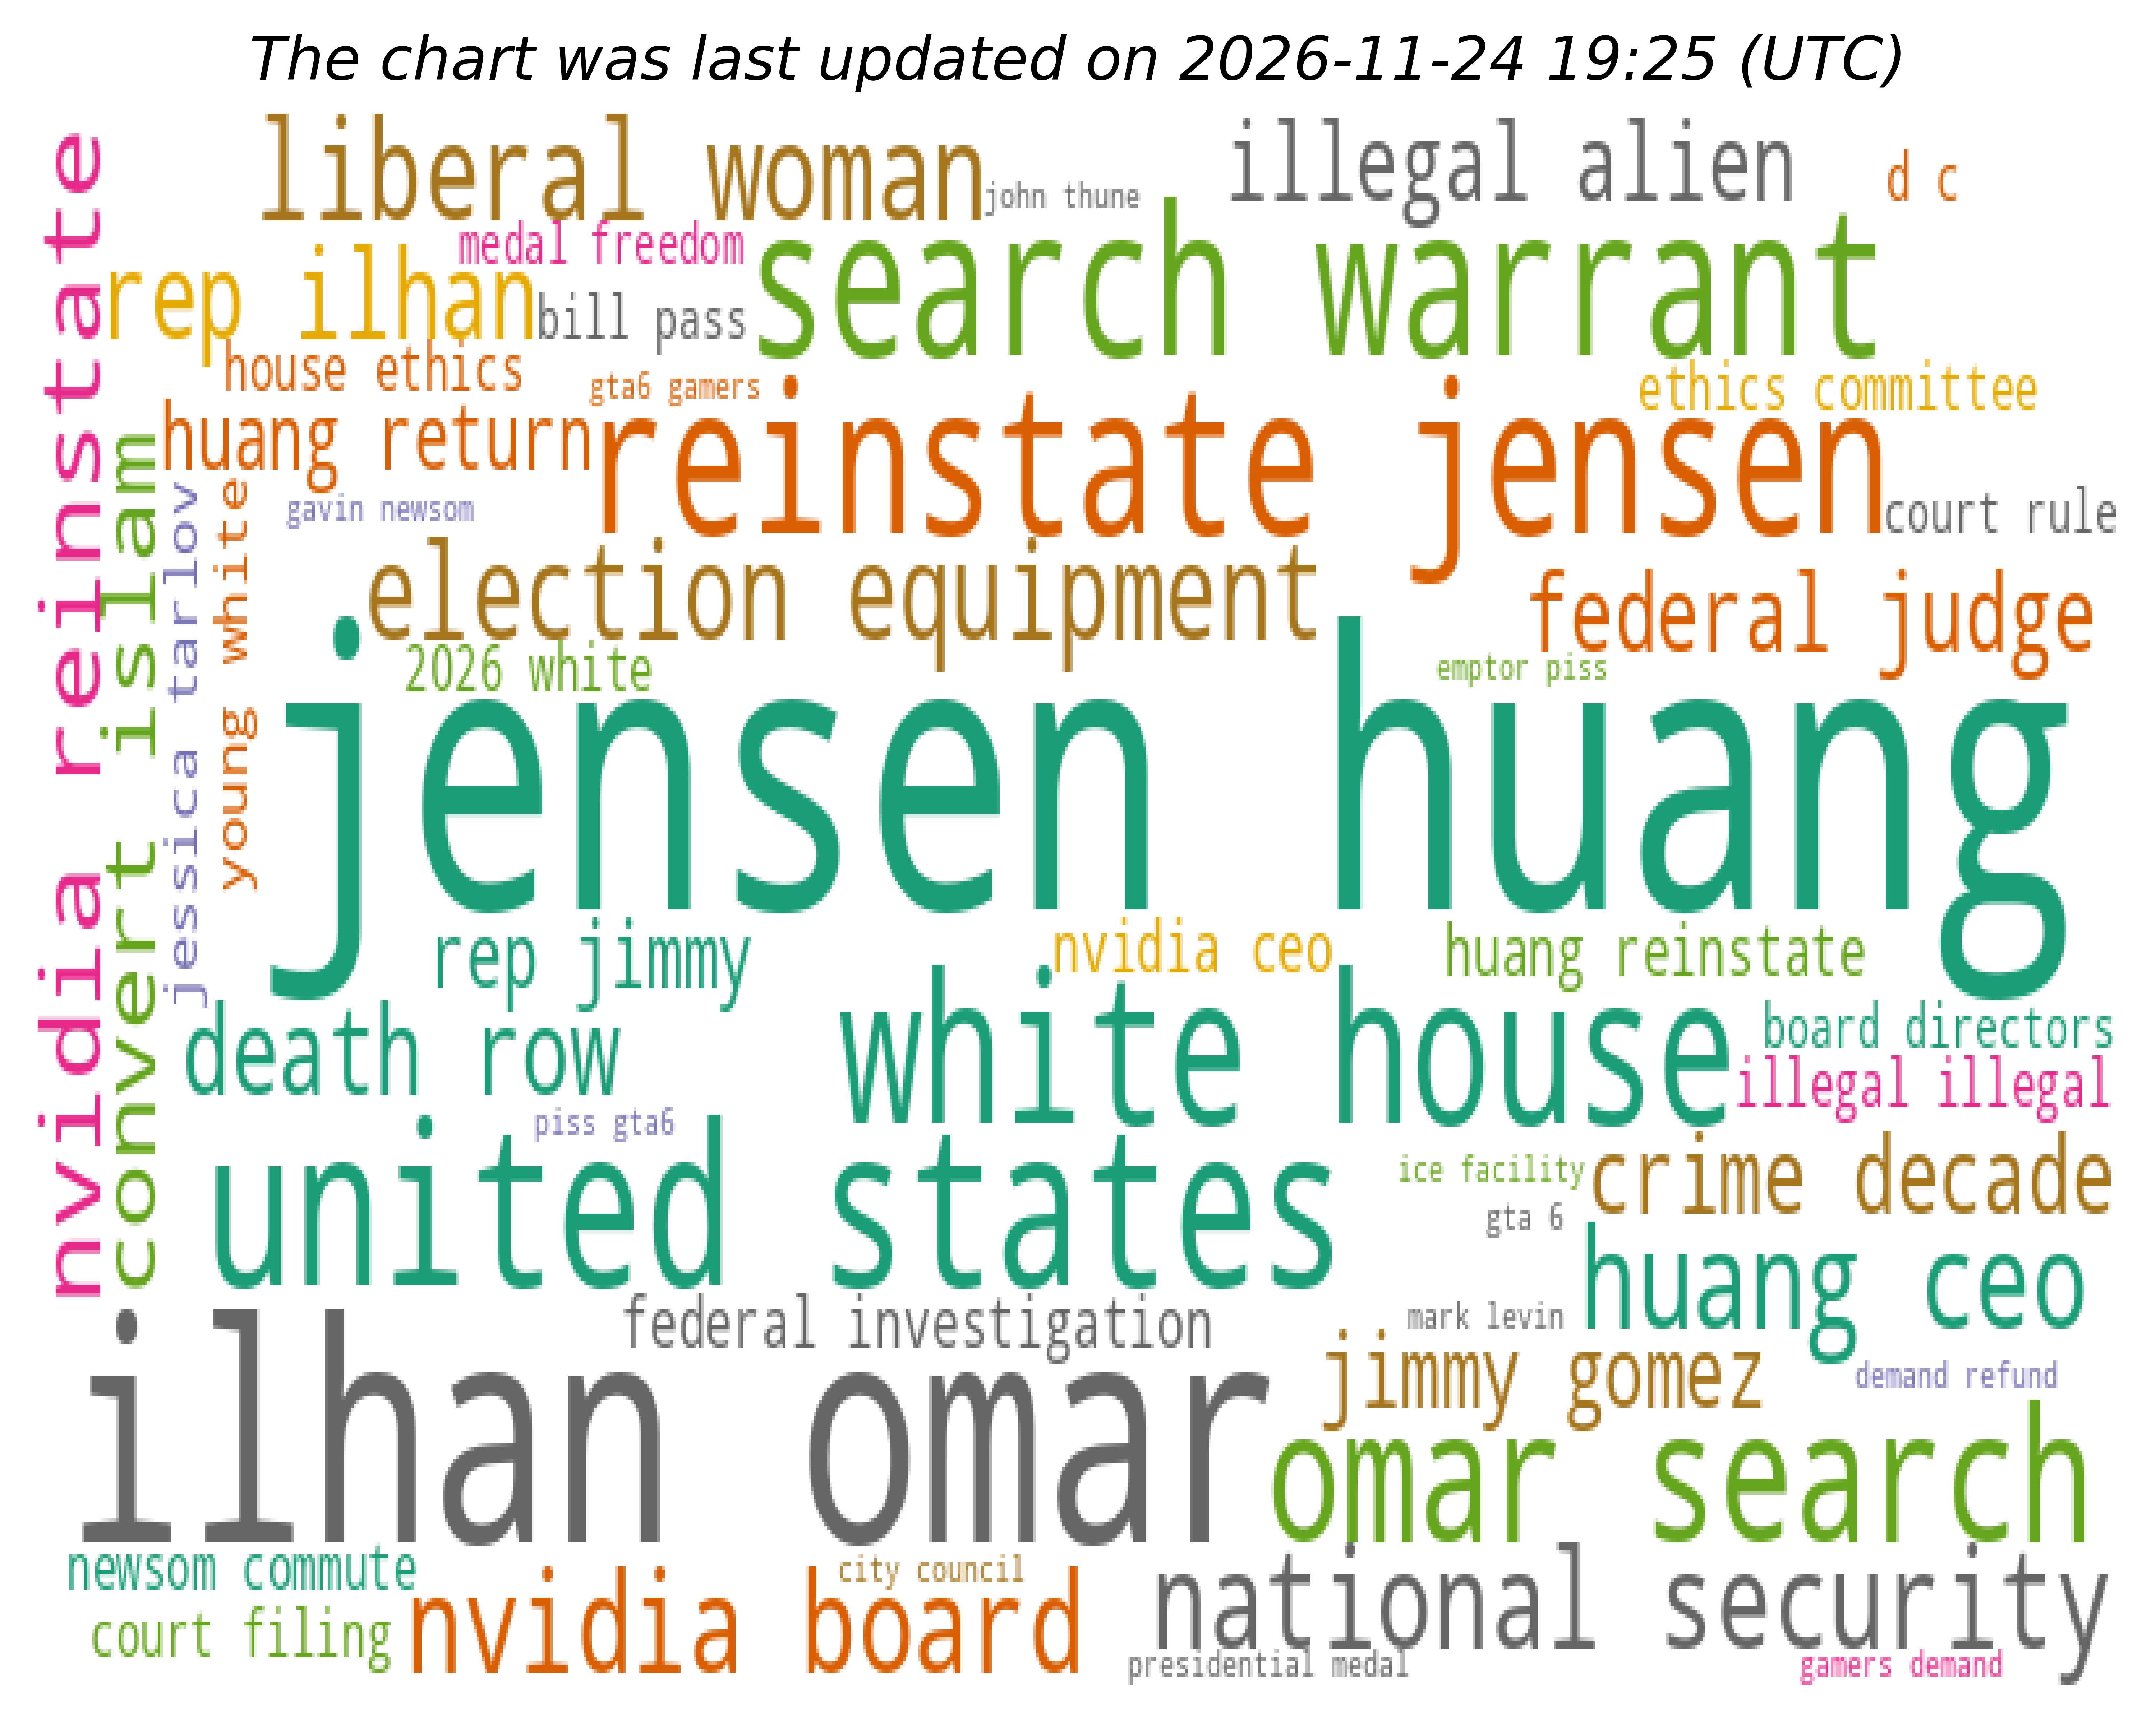 The chart was last updated on 2026-11-24 19:25 (UTC)
liberal woman
illegal alien
d c
john thune
medal freedom
search warrant
rep ilhan
bill pass
house ethics
gta6 gamers
ethics committee
huang return
reinstate jensen
gavin newsom
court rule
election equipment
federal judge
2026 white
emptor piss
jensen huang
nvidia reinstate
convert islam
jessica tarlov
young white
rep jimmy
nvidia ceo
huang reinstate
death row
white house
board directors
illegal illegal
piss gta6
united states
ice facility
crime decade
gta 6
huang ceo
federal investigation
mark levin
jimmy gomez
demand refund
ilhan omar
omar search
newsom commute
city council
national security
court filing
nvidia board
presidential medal
gamers demand